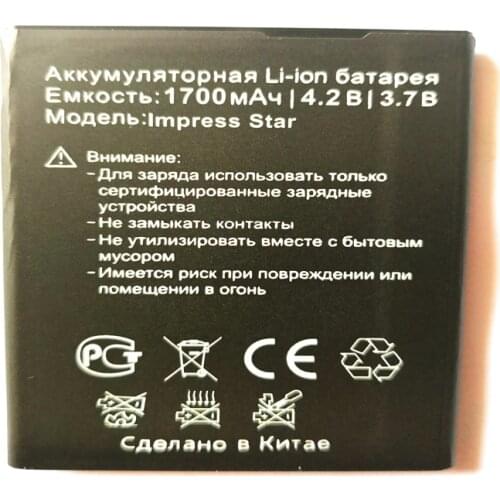 Аккумуляторная Li-ion батарея
Емкость:1700мАч|4.2В|3.7В
Модель:Impress Star
Внимание:
-Для заряда использовать только
сертифицированные зарядные
устройства
-Не замыкать контакты
-Не утилизировать вместе с бытовым
мусором
-Имеется риск при повреждении или
помещении в огонь
РСТ CE
Сделано в Китае